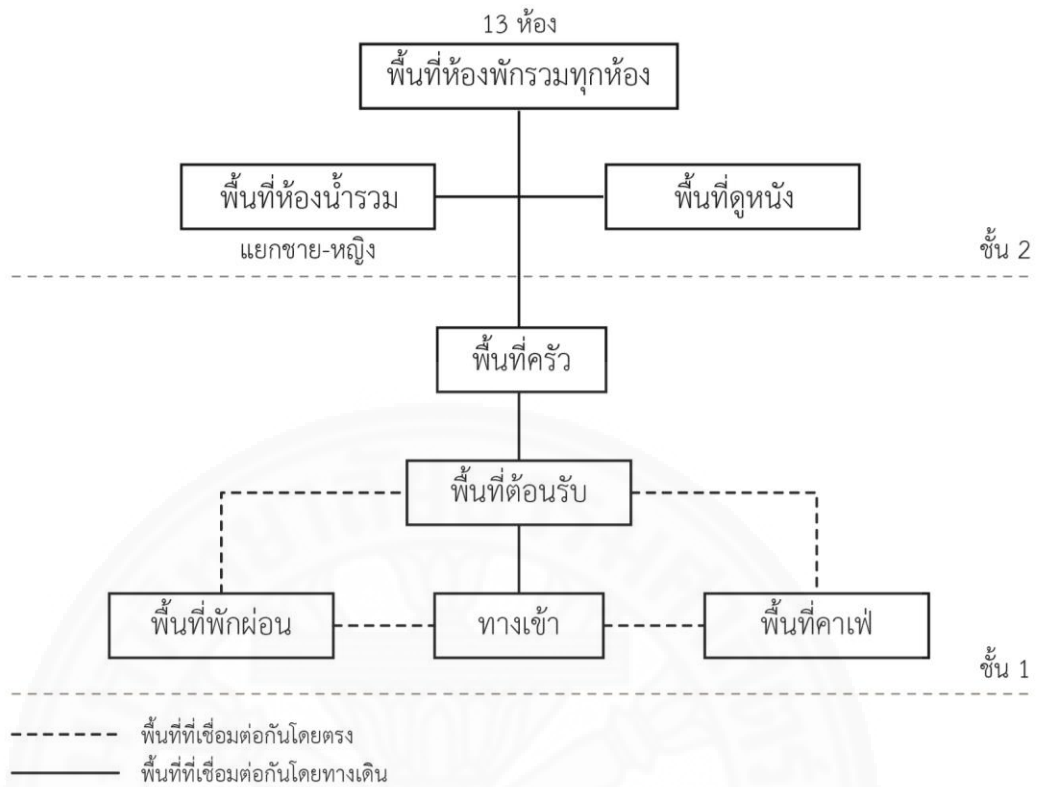 13 ห้อง
พื้นที่ห้องพักรวมทุกห้อง
พื้นที่ห้องน้ำรวม
พื้นที่ดูหนัง
แยกชาย-หญิง
ชั้น 2
พื้นที่ครัว
พื้นที่ต้อนรับ
พื้นที่พักผ่อน
ทางเข้า
พื้นที่คาเฟ่
ชั้น 1
พื้นที่ที่เชื่อมต่อกันโดยตรง
พื้นที่ที่เชื่อมต่อกันโดยทางเดิน